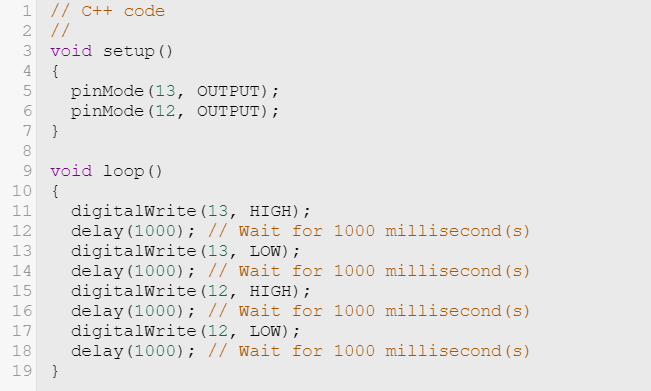 1 // C++ code
2 //
3 void setup()
4 {
5   pinMode(13, OUTPUT);
6   pinMode(12, OUTPUT);
7 }
8
9 void loop()
10 {
11   digitalWrite(13, HIGH);
12   delay(1000); // Wait for 1000 millisecond(s)
13   digitalWrite(13, LOW);
14   delay(1000); // Wait for 1000 millisecond(s)
15   digitalWrite(12, HIGH);
16   delay(1000); // Wait for 1000 millisecond(s)
17   digitalWrite(12, LOW);
18   delay(1000); // Wait for 1000 millisecond(s)
19 }